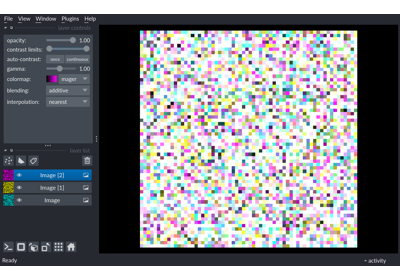 File View Window Plugins Help
layer controls
opacity: 1.00
contrast limits:
auto-contrast: once continuous
gamma: 1.00
colormap: magenta
blending: additive
interpolation: nearest
layer list
Image [2]
Image [1]
Image
Ready activity